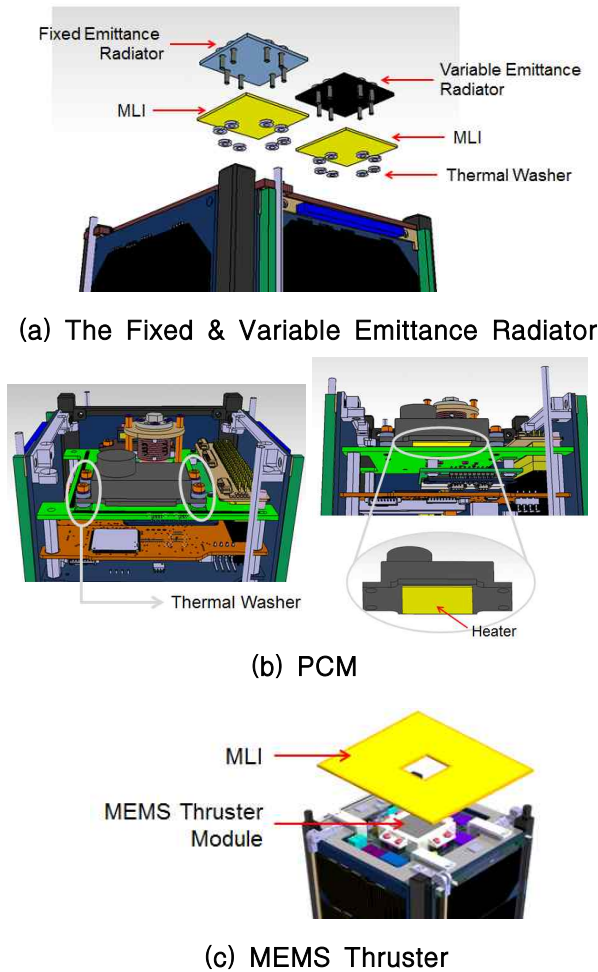 Fixed Emittance
Radiator
Variable Emittance
Radiator
MLI
MLI
Thermal Washer
(a) The Fixed & Variable Emittance Radiator
Thermal Washer
Heater
(b) PCM
MLI
MEMS Thruster
Module
(c) MEMS Thruster